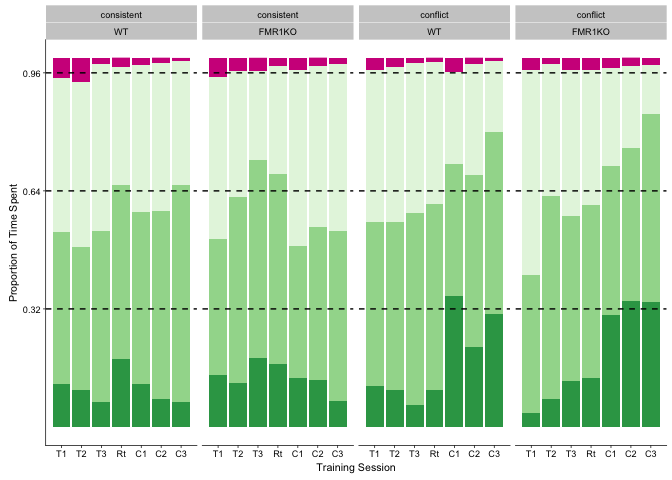 consistent consistent conflict conflict
WT FMR1KO WT FMR1KO
0.96
0.64
0.32
Proportion of Time Spent
T1 T2 T3 Rt C1 C2 C3 T1 T2 T3 Rt C1 C2 C3 T1 T2 T3 Rt C1 C2 C3 T1 T2 T3 Rt C1 C2 C3
Training Session